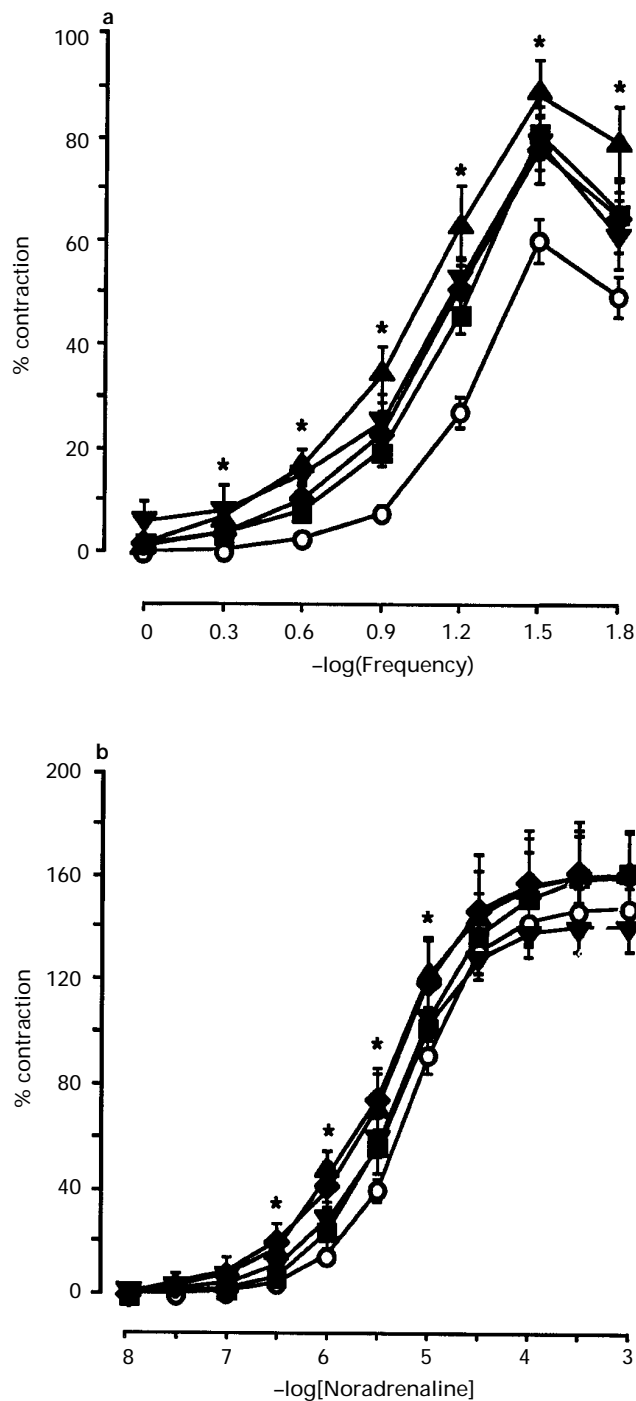 a
100
80
60
40
20
0
% contraction
* * * * * * *
0 0.3 0.6 0.9 1.2 1.5 1.8
–log(Frequency)
b
200
160
120
80
40
0
% contraction
* * * *
8 7 6 5 4 3
–log[Noradrenaline]